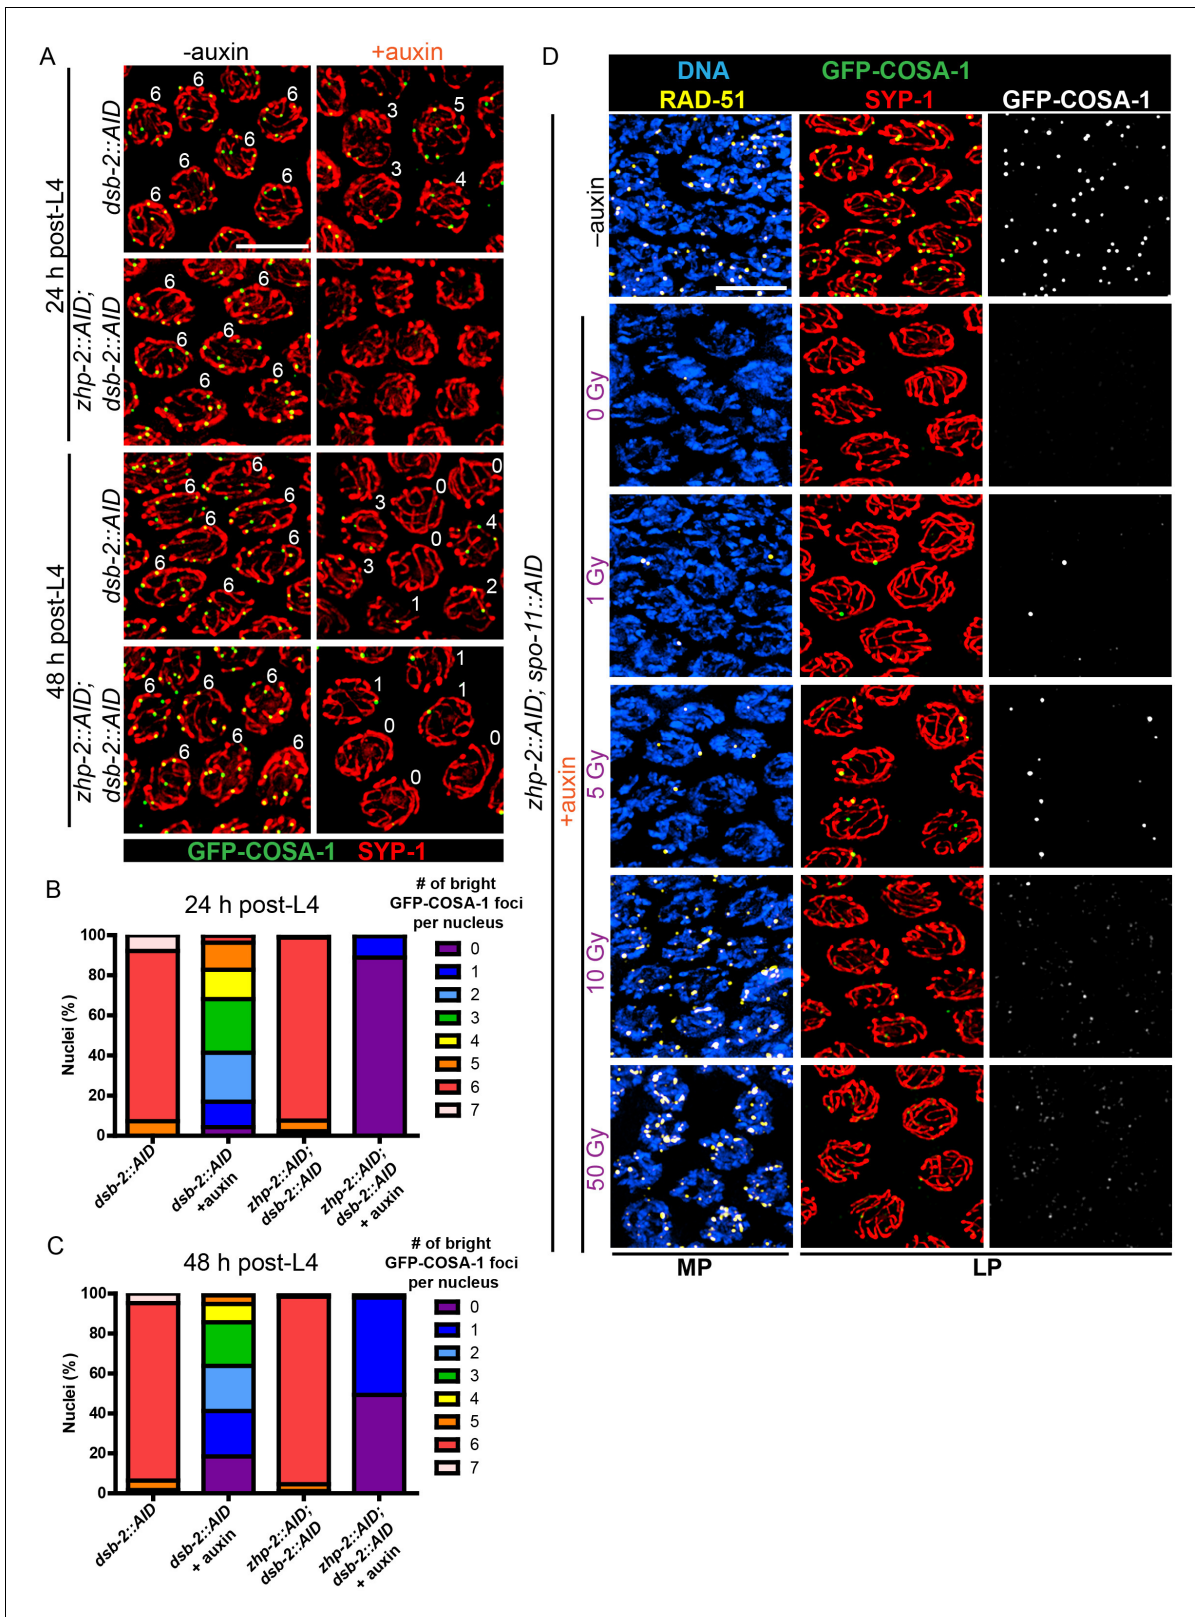 A
-auxin
+auxin
24 h post-L4
dsb-2::AID
6
6
6
6
6
6
6
6
3
5
3
4
zhp-2::AID;
dsb-2::AID
6
6
6
6
6
6
48 h post-L4
dsb-2::AID
6
6
6
6
6
6
6
0
0
3
4
0
3
2
1
zhp-2::AID;
dsb-2::AID
6
6
6
6
6
6
1
1
1
0
0
0
GFP-COSA-1 SYP-1
B
24 h post-L4
# of bright
GFP-COSA-1 foci
per nucleus
Nuclei (%)
100
80
60
40
20
0
0
1
2
3
4
5
6
7
dsb-2::AID
dsb-2::AID
+auxin
zhp-2::AID;
dsb-2::AID
zhp-2::AID;
dsb-2::AID
+ auxin
C
48 h post-L4
# of bright
GFP-COSA-1 foci
per nucleus
Nuclei (%)
100
80
60
40
20
0
0
1
2
3
4
5
6
7
dsb-2::AID
dsb-2::AID
+ auxin
zhp-2::AID;
dsb-2::AID
zhp-2::AID;
dsb-2::AID
+ auxin
D
DNA
RAD-51
GFP-COSA-1
SYP-1
GFP-COSA-1
zhp-2::AID; spo-11::AID
–auxin
+auxin
0 Gy
1 Gy
5 Gy
10 Gy
50 Gy
MP
LP